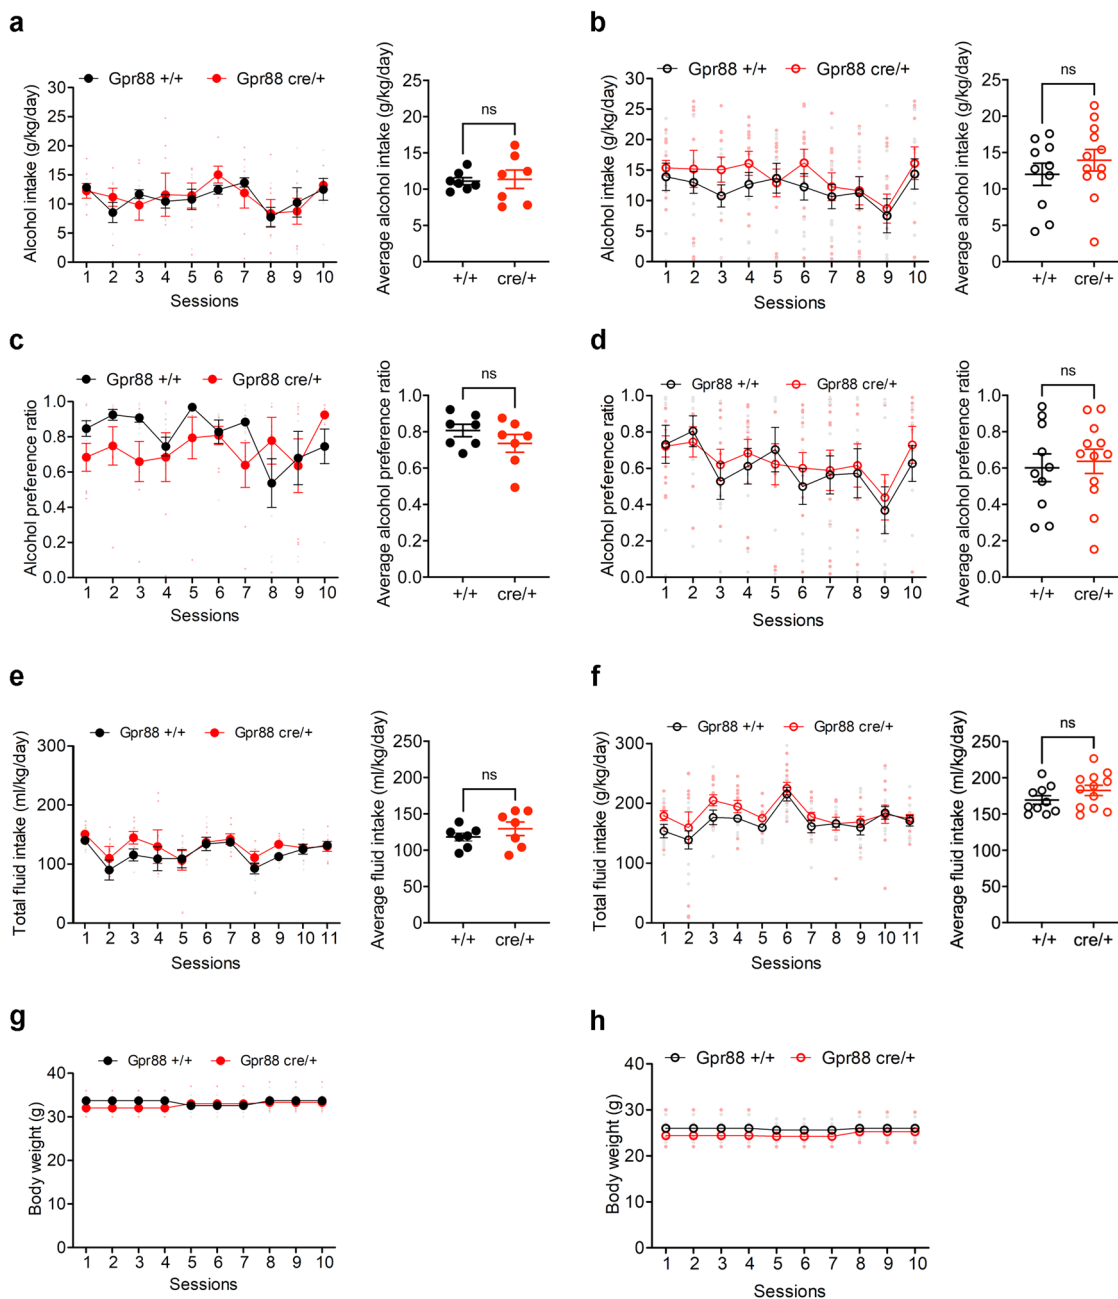 a
Gpr88 +/+ Gpr88 cre/+
Alcohol intake (g/kg/day)
30
25
20
15
10
5
0
1 2 3 4 5 6 7 8 9 10
Sessions
Average alcohol intake (g/kg/day)
25
20
15
10
5
0
ns
+/+ cre/+
b
Gpr88 +/+ Gpr88 cre/+
Alcohol intake (g/kg/day)
30
25
20
15
10
5
0
1 2 3 4 5 6 7 8 9 10
Sessions
Average alcohol intake (g/kg/day)
25
20
15
10
5
0
ns
+/+ cre/+
c
Gpr88 +/+ Gpr88 cre/+
Alcohol preference ratio
1.0
0.8
0.6
0.4
0.2
0.0
1 2 3 4 5 6 7 8 9 10
Sessions
Average alcohol preference ratio
1.0
0.8
0.6
0.4
0.2
0.0
ns
+/+ cre/+
d
Gpr88 +/+ Gpr88 cre/+
Alcohol preference ratio
1.0
0.8
0.6
0.4
0.2
0.0
1 2 3 4 5 6 7 8 9 10
Sessions
Average alcohol preference ratio
1.0
0.8
0.6
0.4
0.2
0.0
ns
+/+ cre/+
e
Gpr88 +/+ Gpr88 cre/+
Total fluid intake (ml/kg/day)
300
200
100
0
1 2 3 4 5 6 7 8 9 10 11
Sessions
Average fluid intake (ml/kg/day)
250
200
150
100
50
0
ns
+/+ cre/+
f
Gpr88 +/+ Gpr88 cre/+
Total fluid intake (g/kg/day)
300
200
100
0
1 2 3 4 5 6 7 8 9 10 11
Sessions
Average fluid intake (ml/kg/day)
250
200
150
100
50
0
ns
+/+ cre/+
g
Gpr88 +/+ Gpr88 cre/+
Body weight (g)
40
30
20
10
0
1 2 3 4 5 6 7 8 9 10
Sessions
h
Gpr88 +/+ Gpr88 cre/+
Body weight (g)
40
30
20
10
0
1 2 3 4 5 6 7 8 9 10
Sessions